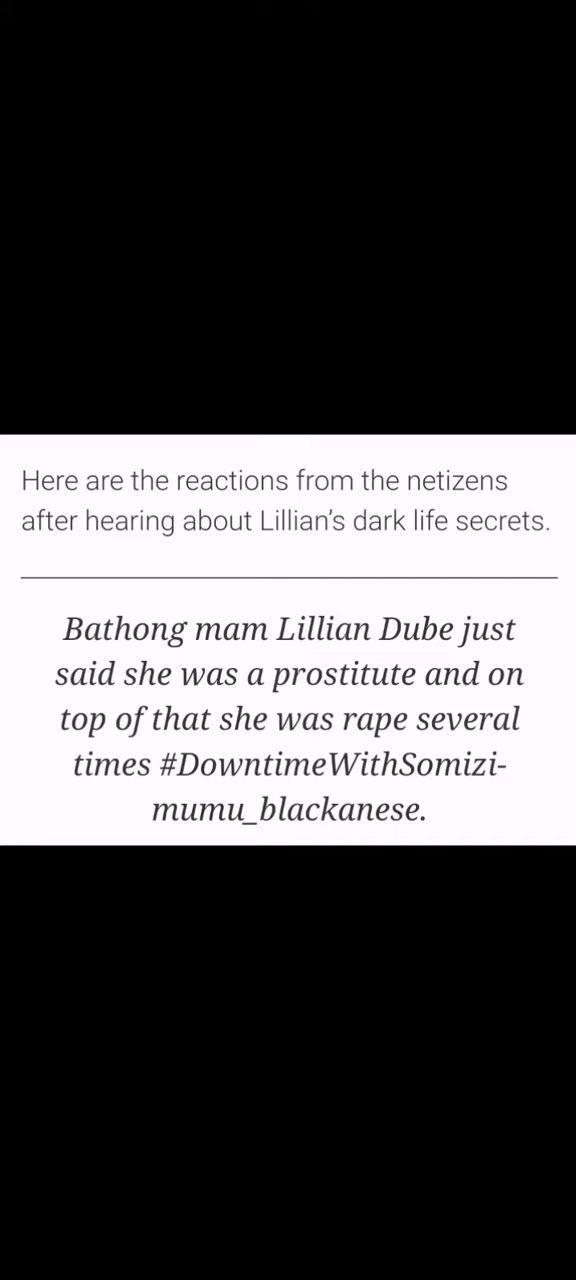 Here are the reactions from the netizens
after hearing about Lillian's dark life secrets.
Bathong mam Lillian Dube just
said she was a prostitute and on
top of that she was rape several
times #DowntimeWithSomizi-
mumu_blackanese.